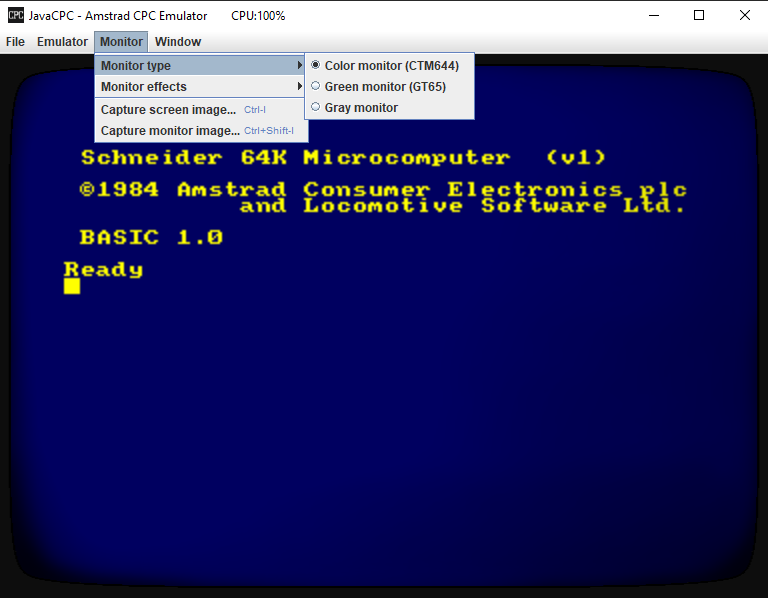 CPC JavaCPC - Amstrad CPC Emulator CPU:100%
File Emulator Monitor Window
Monitor type
Monitor effects
Capture screen image... Ctrl-I
Capture monitor image... Ctrl+Shift-I
Color monitor (CTM644)
Green monitor (GT65)
Gray monitor
Schneider 64K Microcomputer (v1)
©1984 Amstrad Consumer Electronics plc
and Locomotive Software Ltd.
BASIC 1.0
Ready